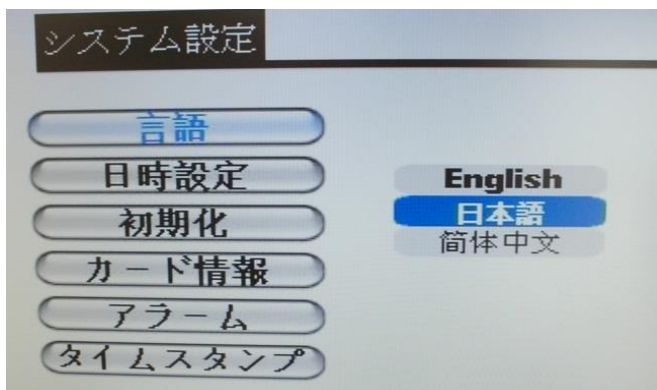 システム設定
言語
日時設定
初期化
カード情報
アラーム
タイムスタンプ
English
日本語
简体中文